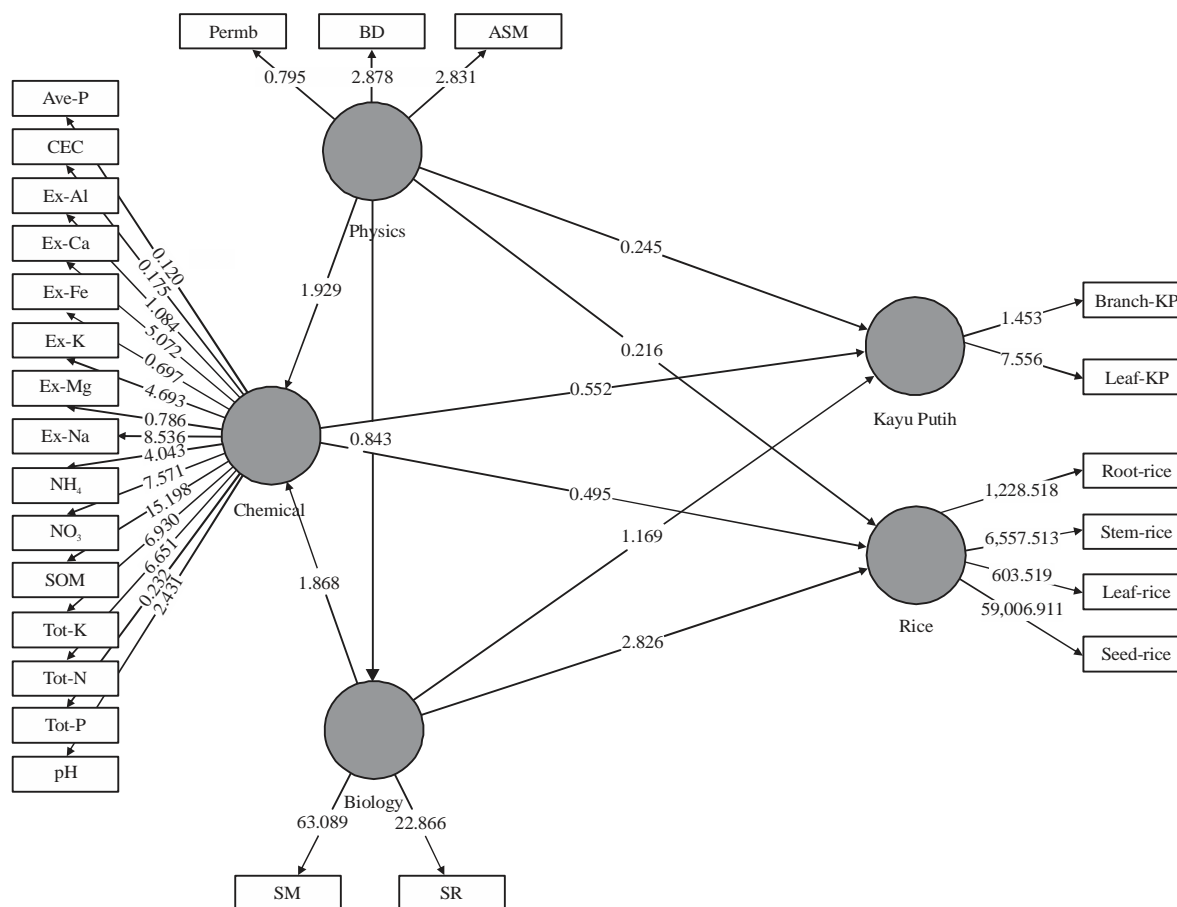 Permb
BD
ASM
0.795
2.878
2.831
Ave-P
CEC
Ex-Al
Ex-Ca
Ex-Fe
Ex-K
Ex-Mg
Ex-Na
NH₄
NO₃
SOM
Tot-K
Tot-N
Tot-P
pH
0.120
0.175
1.084
5.072
0.697
4.693
0.786
8.536
4.043
7.571
15.198
6.930
6.651
0.232
2.431
Physics
1.929
0.245
0.216
0.552
0.843
0.495
Chemical
1.868
1.169
2.826
Kayu Putih
1.453
7.556
Branch-KP
Leaf-KP
Rice
1,228.518
6,557.513
603.519
59,006.911
Root-rice
Stem-rice
Leaf-rice
Seed-rice
Biology
63.089
22.866
SM
SR